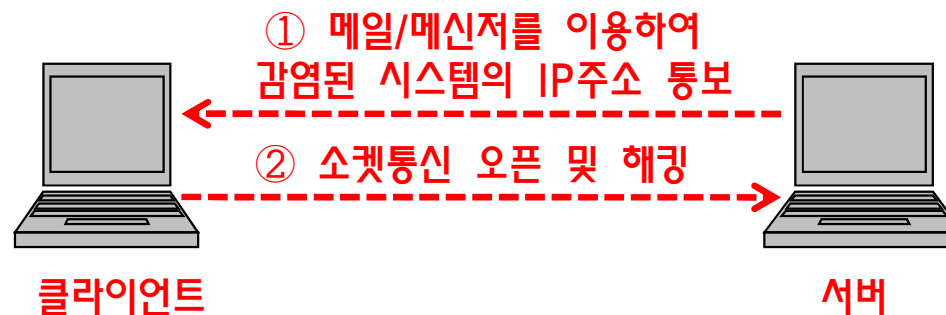 ① 메일/메신저를 이용하여
감염된 시스템의 IP주소 통보
② 소켓통신 오픈 및 해킹
클라이언트
서버